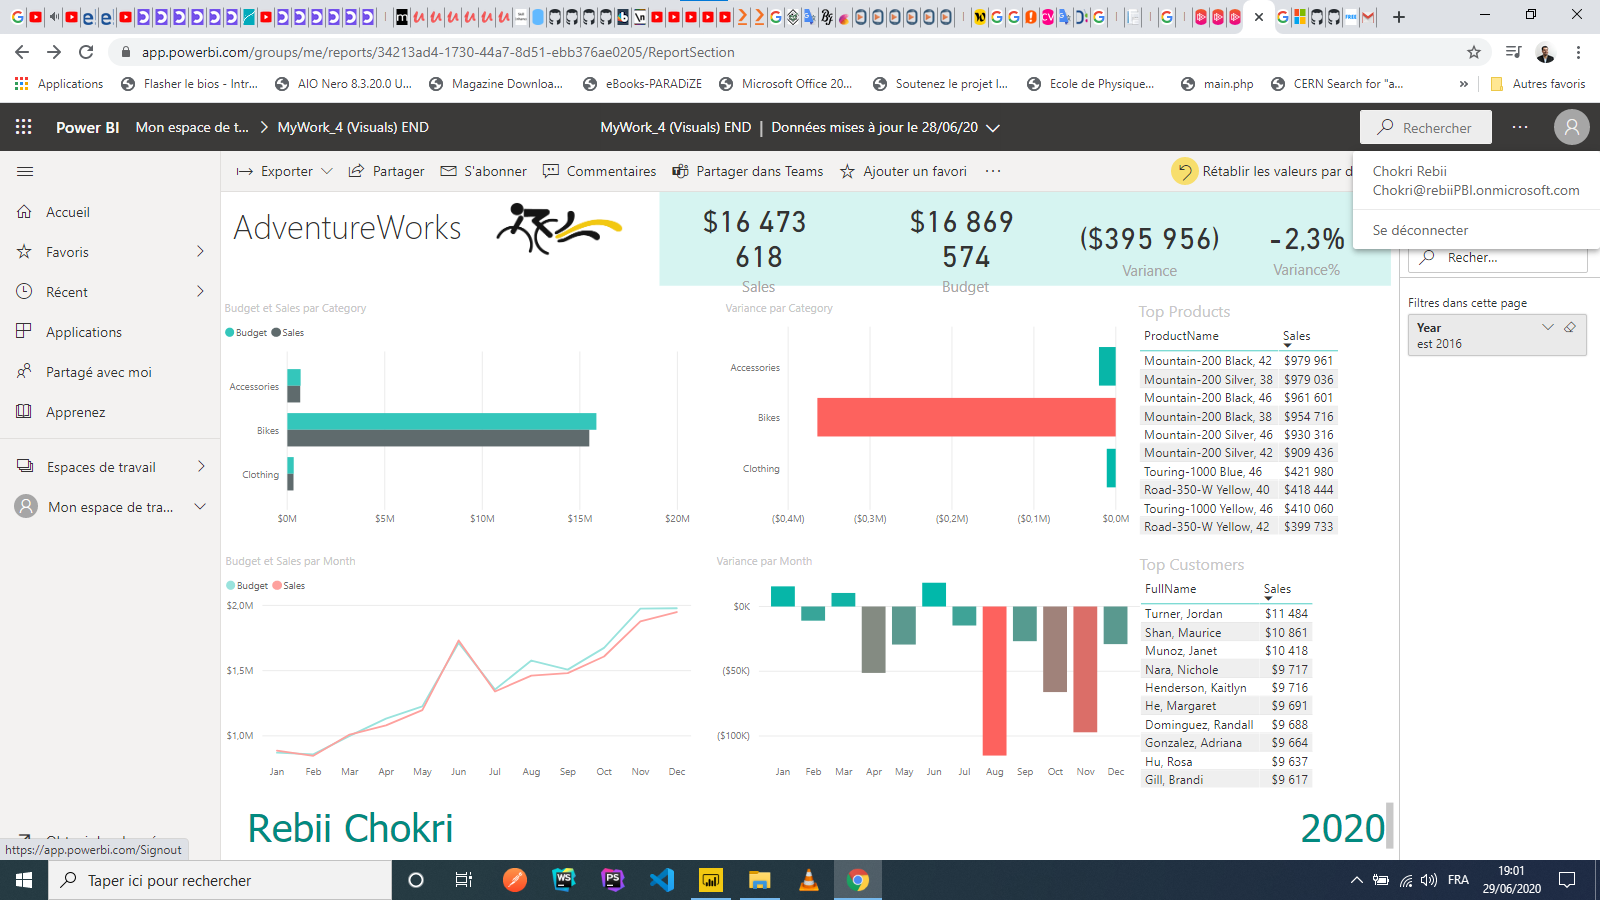 app.powerbi.com/groups/me/reports/34213ad4-1730-44a7-8d51-ebb376ae0205/ReportSection
Applications
Flasher le bios - Intr...
AIO Nero 8.3.20.0 U...
Magazine Downloa...
eBooks-PARADiZE
Microsoft Office 20...
Soutenez le projet l...
Ecole de Physique...
main.php
CERN Search for "a...
»
Autres favoris
Power BI
Mon espace de t...
MyWork_4 (Visuals) END
MyWork_4 (Visuals) END | Données mises à jour le 28/06/20
Rechercher
...
Exporter
Partager
S'abonner
Commentaires
Partager dans Teams
Ajouter un favori
...
Rétablir les valeurs par d
Chokri Rebii
Chokri@rebiiPBI.onmicrosoft.com
Se déconnecter
Accueil
Favoris
Récent
Applications
Partagé avec moi
Apprenez
Espaces de travail
Mon espace de tra...
https://app.powerbi.com/Signout
AdventureWorks
$16 473
618
Sales
$16 869
574
Budget
($395 956)
Variance
-2,3%
Variance%
Recher...
Filtres dans cette page
Year
est 2016
Budget et Sales par Category
Budget Sales
Accessories
Bikes
Clothing
$0M $5M $10M $15M $20M
Variance par Category
Accessories
Bikes
Clothing
($0,4M) ($0,3M) ($0,2M) ($0,1M) $0,0M
Top Products
ProductName Sales
Mountain-200 Black, 42 $979 961
Mountain-200 Silver, 38 $979 036
Mountain-200 Black, 46 $961 601
Mountain-200 Black, 38 $954 716
Mountain-200 Silver, 46 $930 316
Mountain-200 Silver, 42 $909 436
Touring-1000 Blue, 46 $421 980
Road-350-W Yellow, 40 $418 444
Touring-1000 Yellow, 46 $410 060
Road-350-W Yellow, 42 $399 733
Budget et Sales par Month
Budget Sales
$2,0M
$1,5M
$1,0M
Jan Feb Mar Apr May Jun Jul Aug Sep Oct Nov Dec
Variance par Month
$0K
($50K)
($100K)
Jan Feb Mar Apr May Jun Jul Aug Sep Oct Nov Dec
Top Customers
FullName Sales
Turner, Jordan $11 484
Shan, Maurice $10 861
Munoz, Janet $10 418
Nara, Nichole $9 717
Henderson, Kaitlyn $9 716
He, Margaret $9 691
Dominguez, Randall $9 688
Gonzalez, Adriana $9 664
Hu, Rosa $9 637
Gill, Brandi $9 617
Rebii Chokri
2020
Taper ici pour rechercher
FRA
19:01
29/06/2020